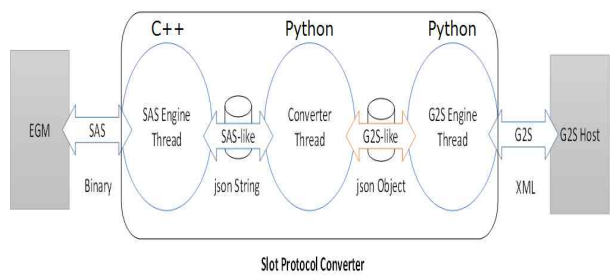 C++
Python
Python
EGM
SAS
SAS Engine
Thread
SAS-like
Converter
Thread
G2S-like
G2S Engine
Thread
G2S
G2S Host
Binary
json String
json Object
XML
Slot Protocol Converter